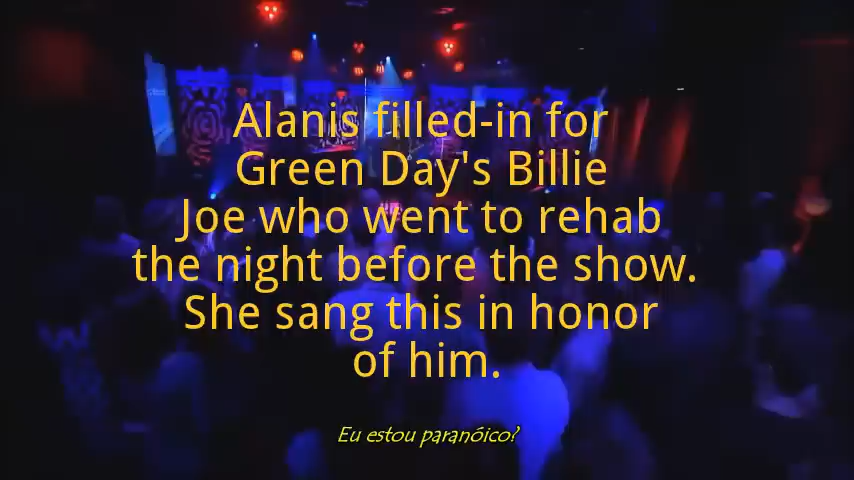 Alanis filled-in for
Green Day's Billie
Joe who went to rehab
the night before the show.
She sang this in honor
of him.
Eu estou paranóico?